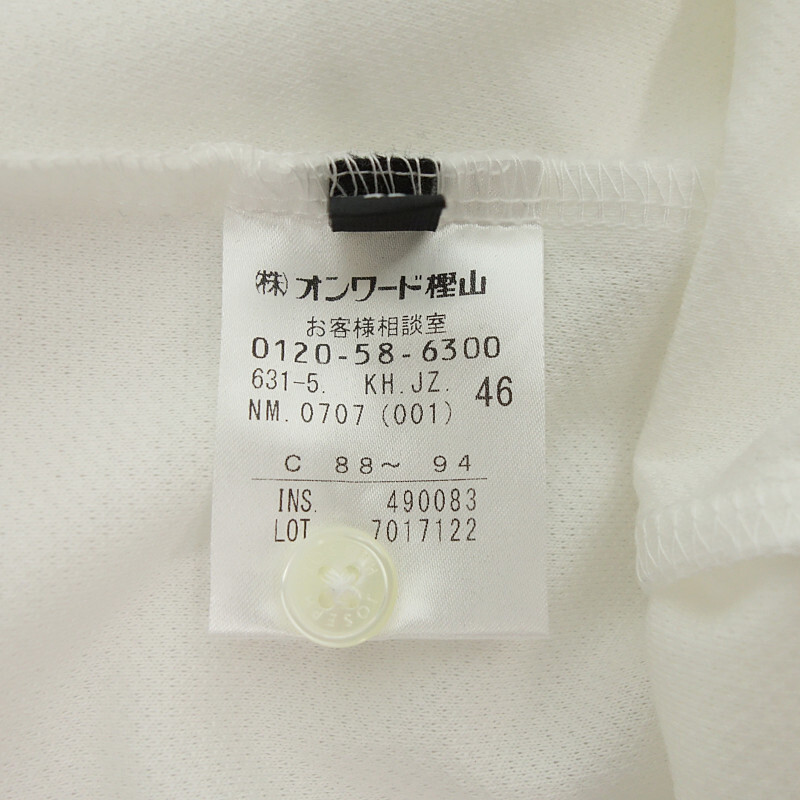 ㈱オンワード樫山
お客様相談室
0120-58-6300
631-5. KH.JZ. 46
NM. 0707 (001)
C 88～ 94
INS. 490083
LOT 7017122